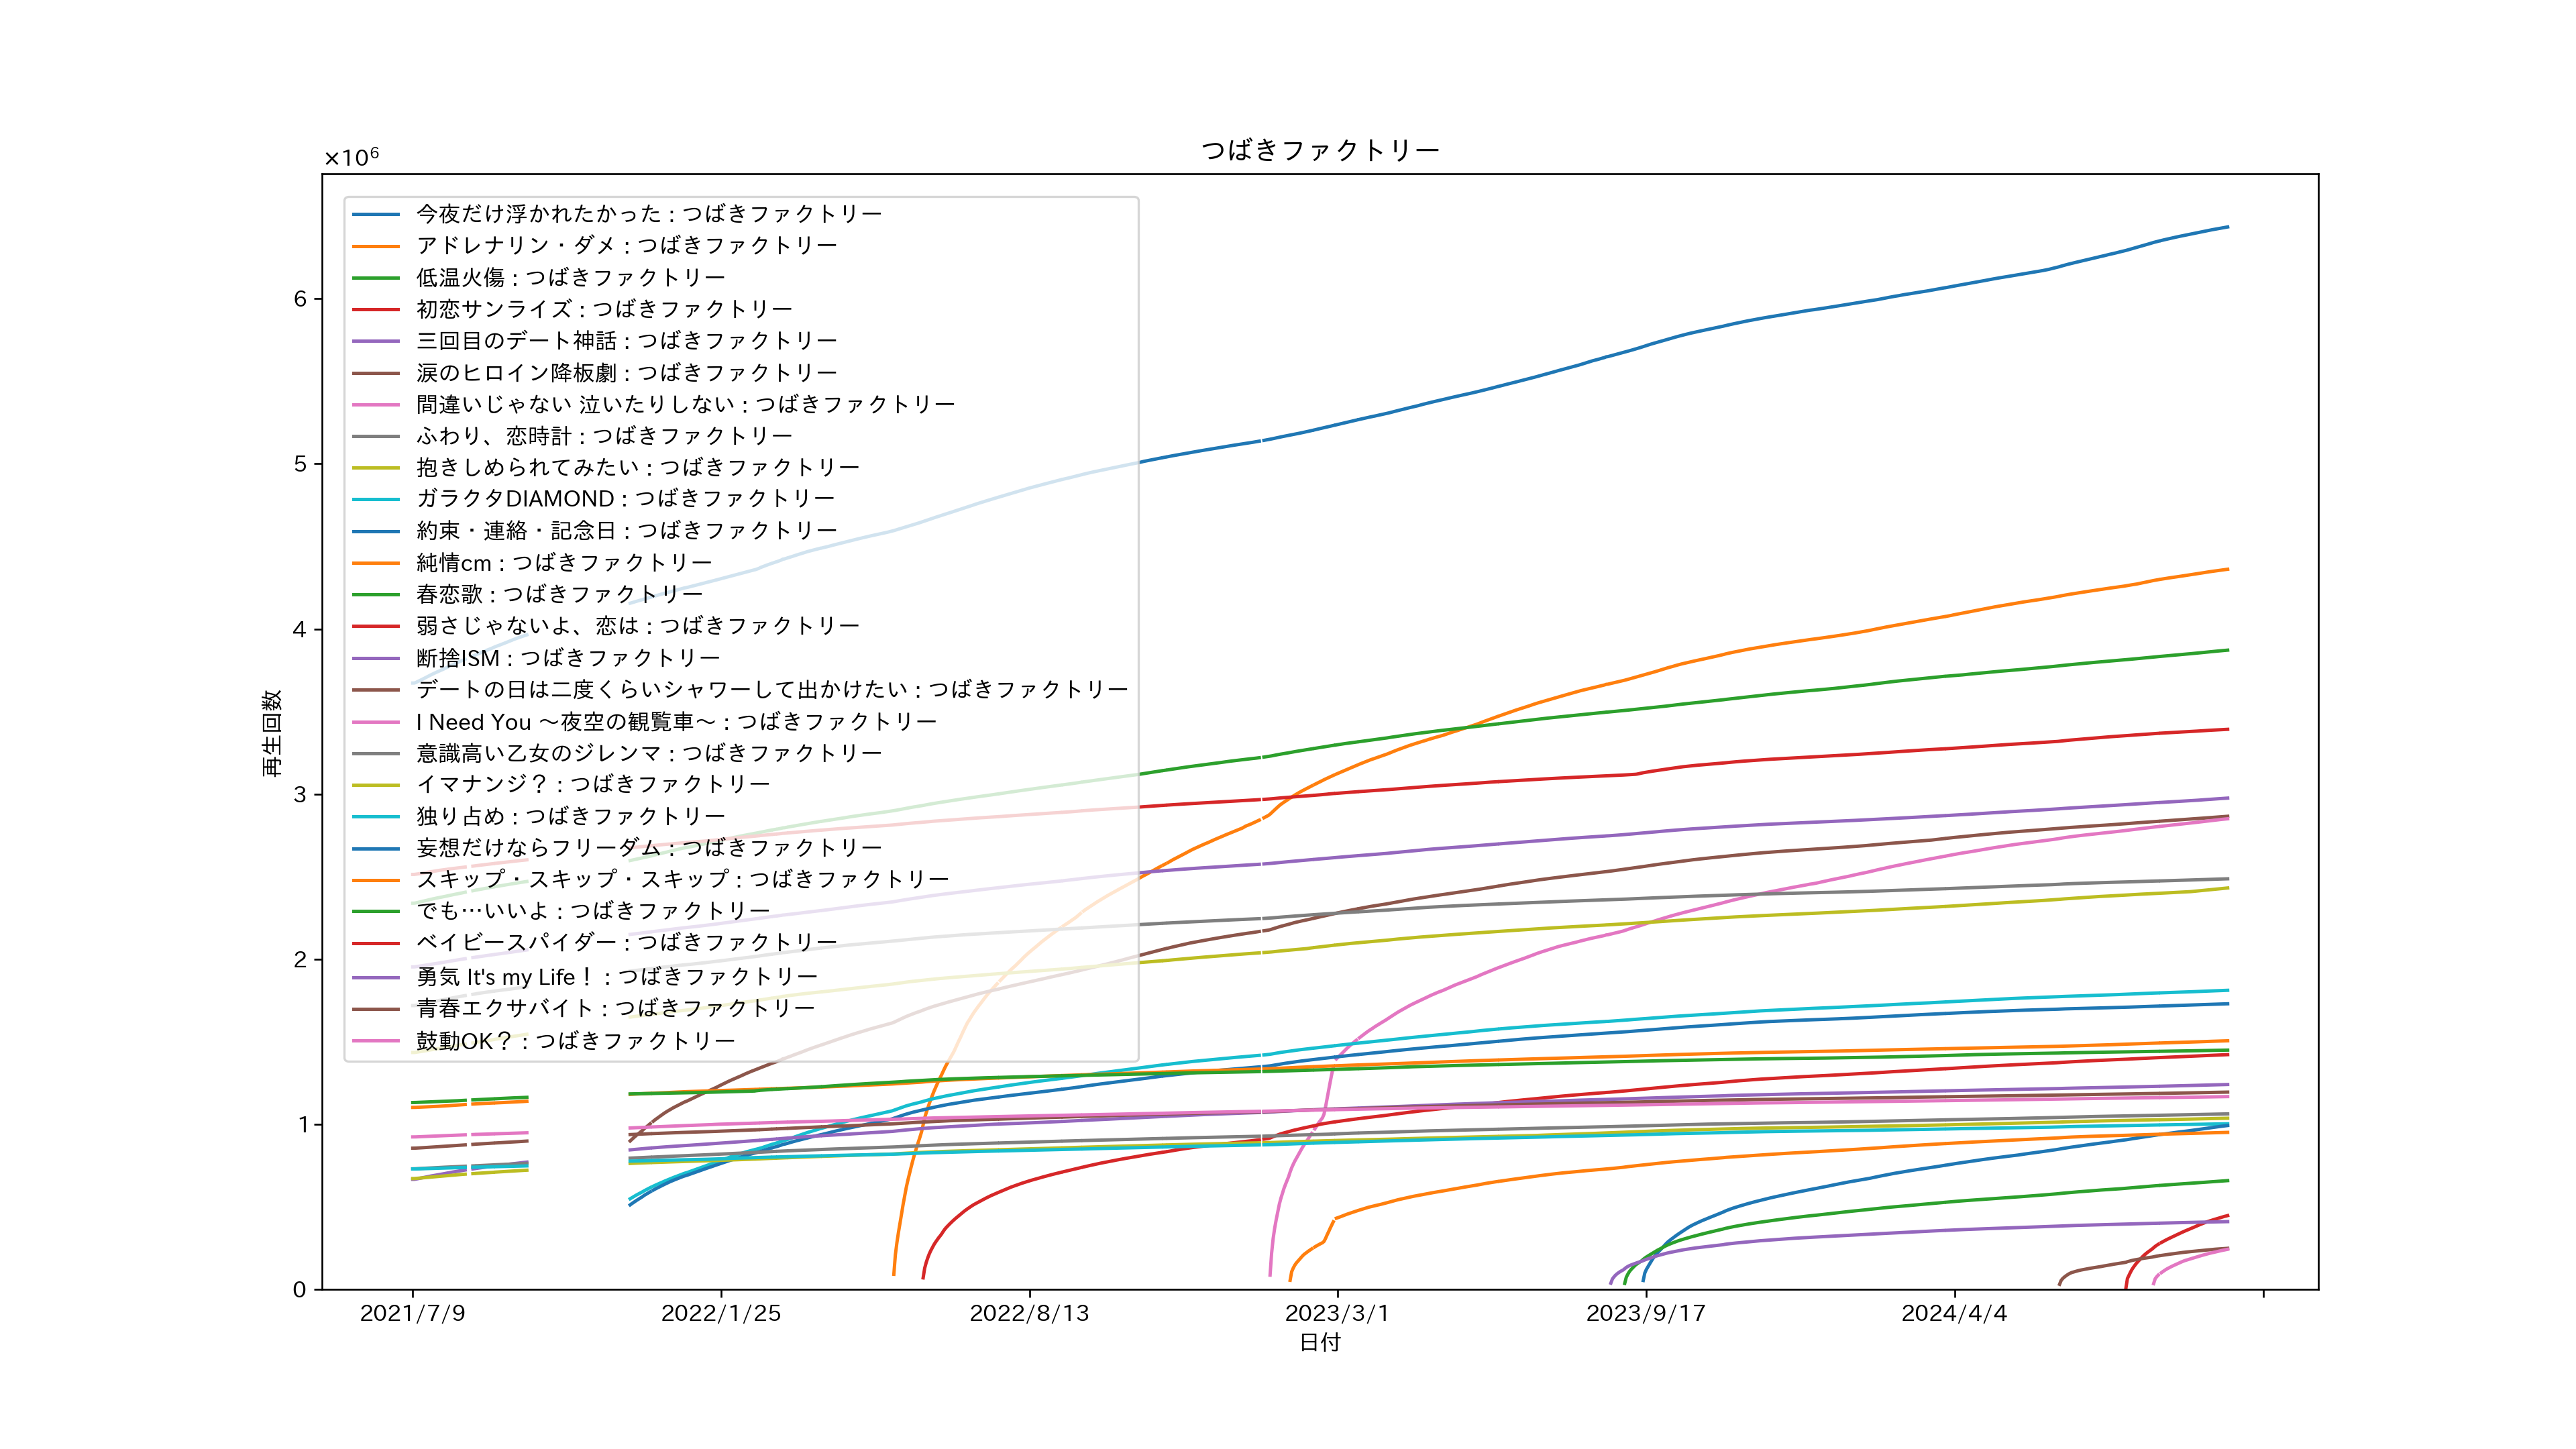 つばきファクトリー
×10⁶
今夜だけ浮かれたかった : つばきファクトリー
アドレナリン・ダメ : つばきファクトリー
低温火傷 : つばきファクトリー
初恋サンライズ : つばきファクトリー
三回目のデート神話 : つばきファクトリー
涙のヒロイン降板劇 : つばきファクトリー
間違いじゃない 泣いたりしない : つばきファクトリー
ふわり、恋時計 : つばきファクトリー
抱きしめられてみたい : つばきファクトリー
ガラクタDIAMOND : つばきファクトリー
約束・連絡・記念日 : つばきファクトリー
純情cm : つばきファクトリー
春恋歌 : つばきファクトリー
弱さじゃないよ、恋は : つばきファクトリー
断捨ISM : つばきファクトリー
デートの日は二度くらいシャワーして出かけたい : つばきファクトリー
I Need You ～夜空の観覧車～ : つばきファクトリー
意識高い乙女のジレンマ : つばきファクトリー
イマナンジ？ : つばきファクトリー
独り占め : つばきファクトリー
妄想だけならフリーダム : つばきファクトリー
スキップ・スキップ・スキップ : つばきファクトリー
でも…いいよ : つばきファクトリー
ベイビースパイダー : つばきファクトリー
勇気 It's my Life！ : つばきファクトリー
青春エクサバイト : つばきファクトリー
鼓動OK？ : つばきファクトリー
再生回数
6
5
4
3
2
1
0
2021/7/9
2022/1/25
2022/8/13
2023/3/1
2023/9/17
2024/4/4
日付